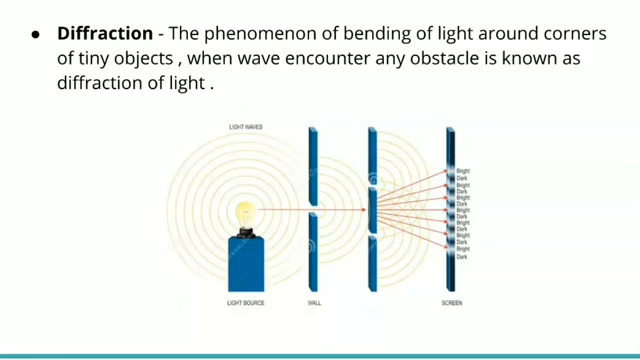 ● Diffraction - The phenomenon of bending of light around corners
of tiny objects , when wave encounter any obstacle is known as
diffraction of light .
LIGHT WAVES
Bright
Dark
Bright
Dark
Bright
Dark
Bright
Dark
Bright
Dark
Bright
Dark
Bright
Dark
LIGHT SOURCE
WALL
SCREEN